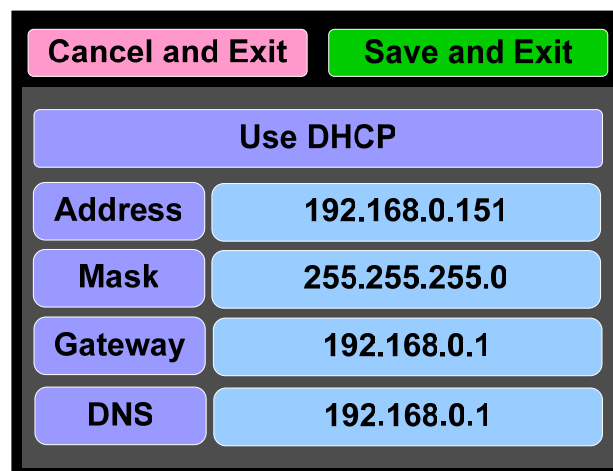 Cancel and Exit Save and Exit
Use DHCP
Address 192.168.0.151
Mask 255.255.255.0
Gateway 192.168.0.1
DNS 192.168.0.1